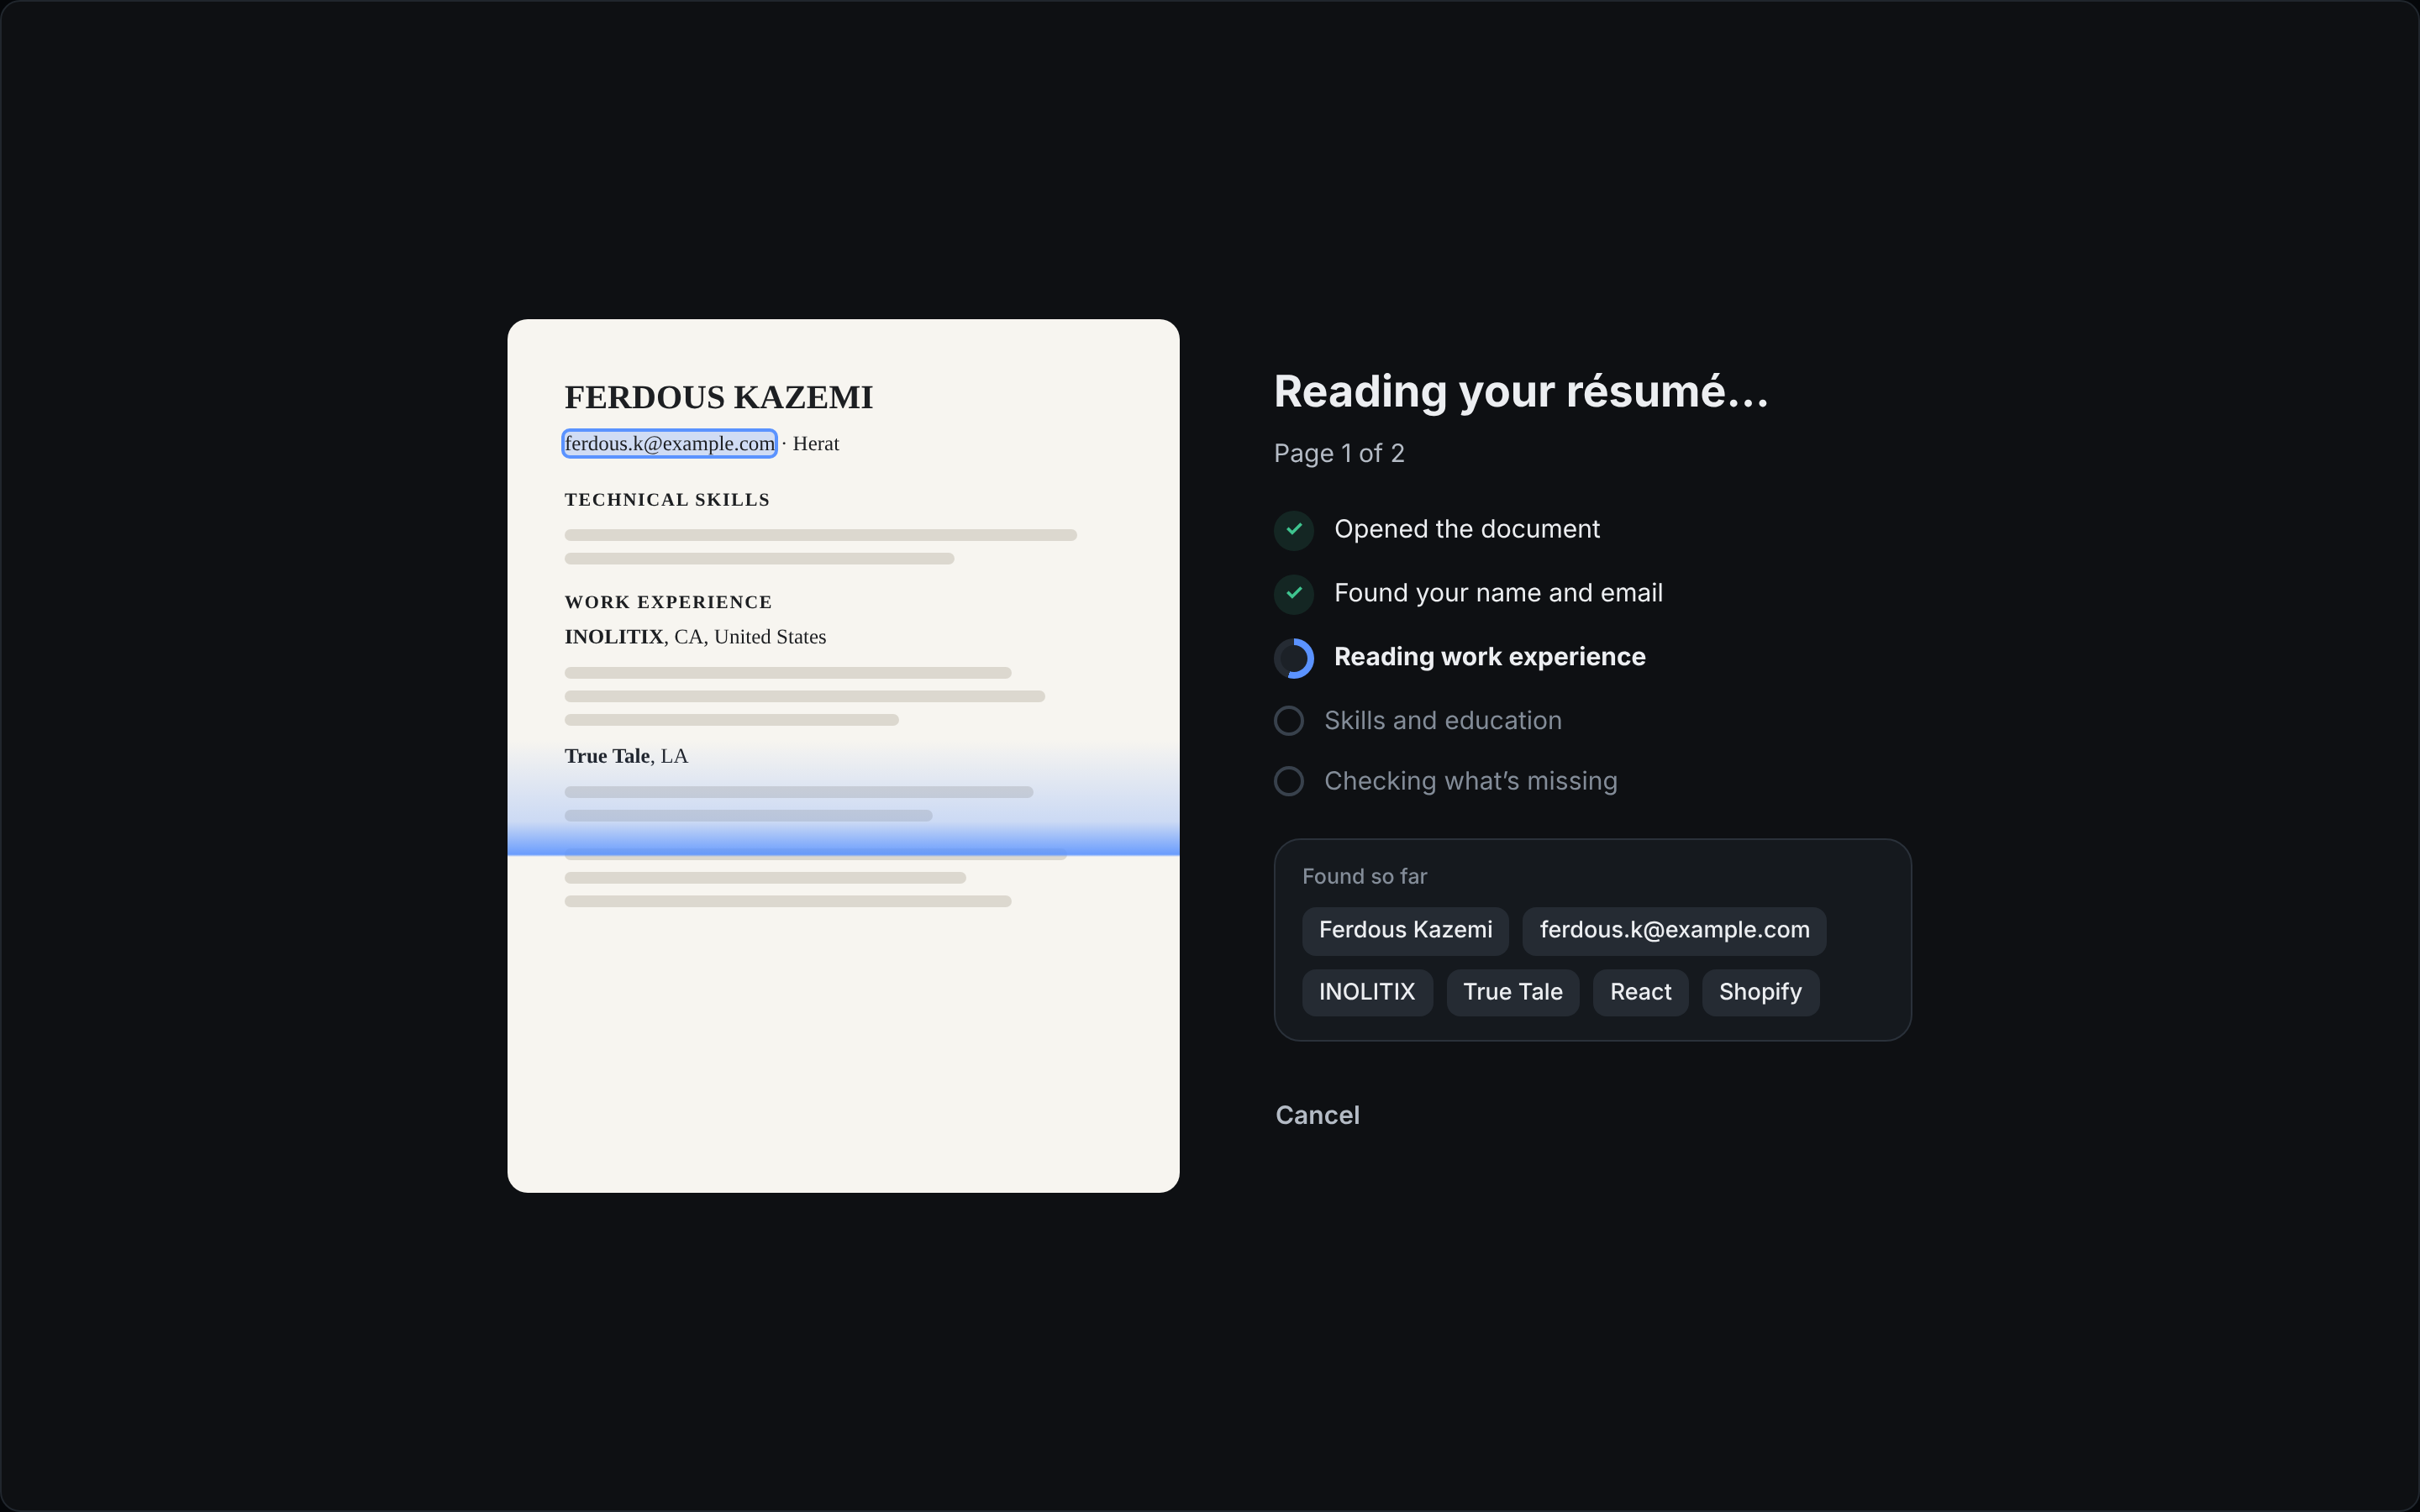 FERDOUS KAZEMI
ferdous.k@example.com · Herat
TECHNICAL SKILLS
WORK EXPERIENCE
INOLITIX, CA, United States
True Tale, LA
Reading your résumé…
Page 1 of 2
Opened the document
Found your name and email
Reading work experience
Skills and education
Checking what’s missing
Found so far
Ferdous Kazemi ferdous.k@example.com
INOLITIX True Tale React Shopify
Cancel